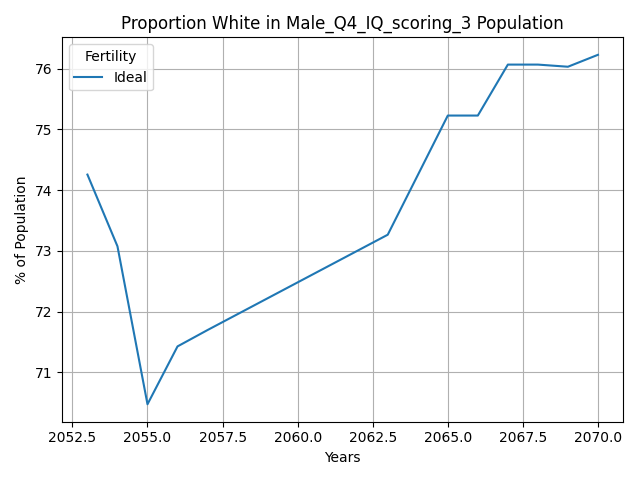 Proportion White in Male_Q4_IQ_scoring_3 Population
Fertility
Ideal
% of Population
76
75
74
73
72
71
2052.5 2055.0 2057.5 2060.0 2062.5 2065.0 2067.5 2070.0
Years